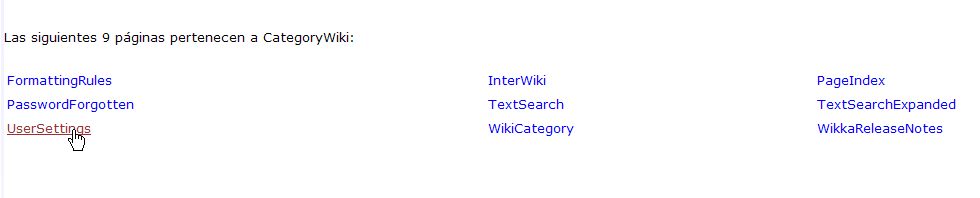 Las siguientes 9 páginas pertenecen a CategoryWiki:
FormattingRules InterWiki PageIndex
PasswordForgotten TextSearch TextSearchExpanded
UserSettings WikiCategory WikkaReleaseNotes